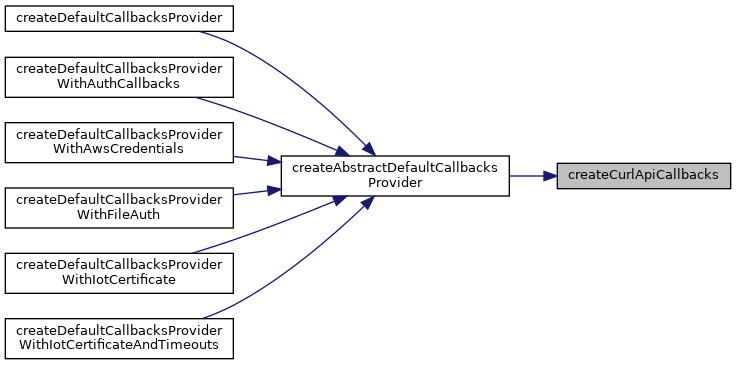 createDefaultCallbacksProvider
createDefaultCallbacksProvider
WithAuthCallbacks
createDefaultCallbacksProvider
WithAwsCredentials
createDefaultCallbacksProvider
WithFileAuth
createDefaultCallbacksProvider
WithIotCertificate
createDefaultCallbacksProvider
WithIotCertificateAndTimeouts
createAbstractDefaultCallbacks
Provider
createCurlApiCallbacks